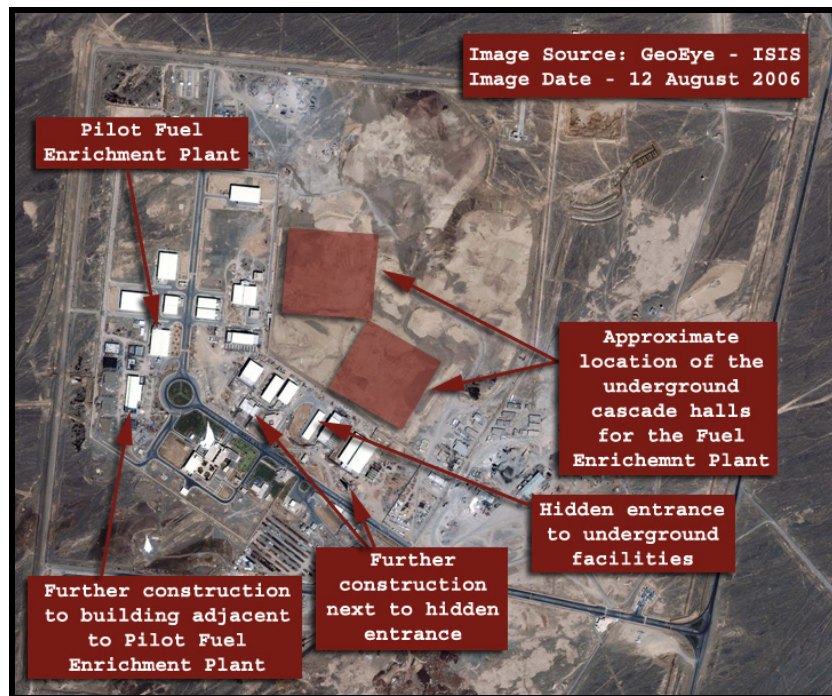 Image Source: GeoEye - ISIS
Image Date - 12 August 2006
Pilot Fuel
Enrichment Plant
Approximate
location of the
underground
cascade halls
for the Fuel
Enrichemnt Plant
Hidden entrance
to underground
facilities
Further
construction
next to hidden
entrance
Further construction
to building adjacent
to Pilot Fuel
Enrichment Plant